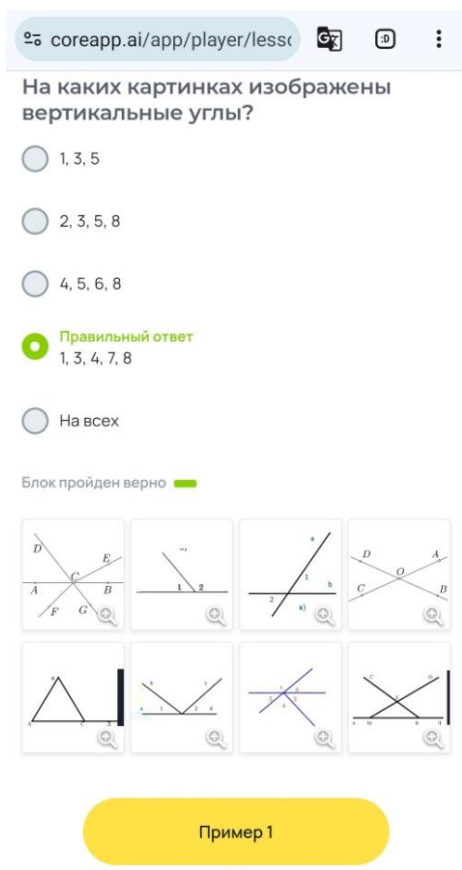 coreapp.ai/app/player/lesso
На каких картинках изображены
вертикальные углы?
1, 3, 5
2, 3, 5, 8
4, 5, 6, 8
Правильный ответ
1, 3, 4, 7, 8
На всех
Блок пройден верно
D
E
C
A
B
F
G
1 2
a
1
b
2
в)
D
A
O
C
B
Пример 1